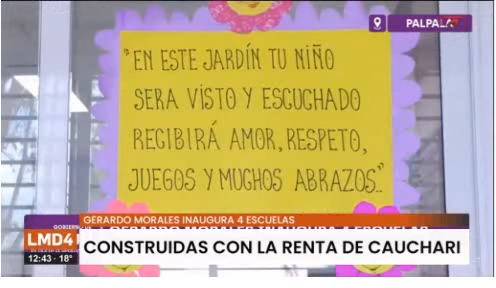 PALPALÁ
"EN ESTE JARDÍN TU NIÑO
SERA VISTO Y ESCUCHADO
RECIBIRÁ AMOR, RESPETO,
JUEGOS Y MUCHOS ABRAZOS.."
GERARDO MORALES INAUGURA 4 ESCUELAS
LMD4
CONSTRUIDAS CON LA RENTA DE CAUCHARI
12:43 • 18°